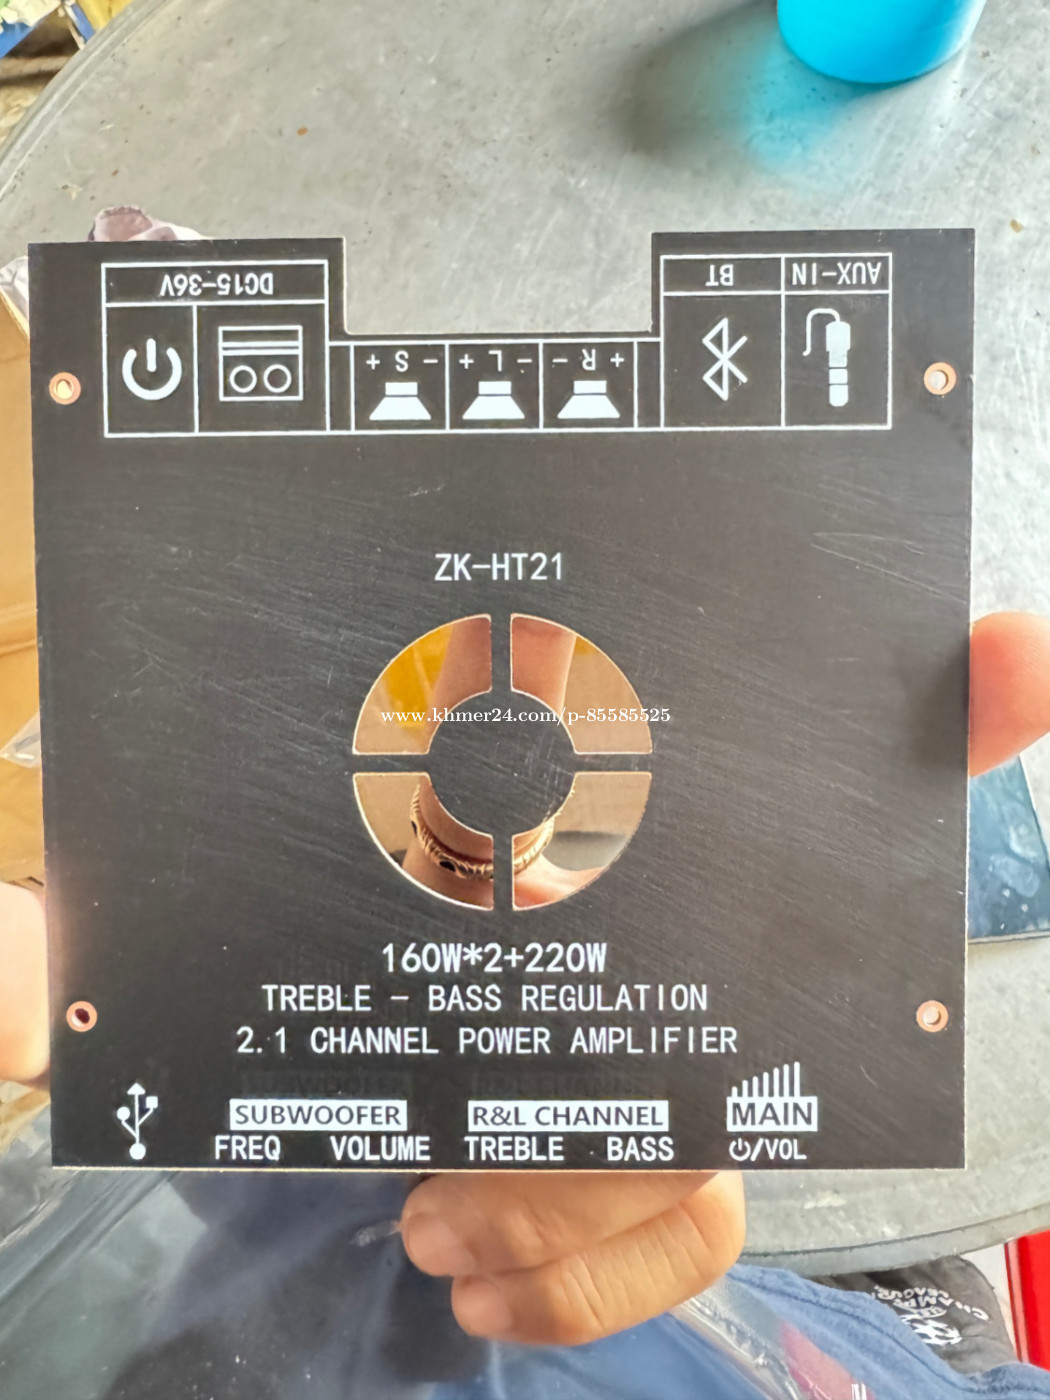 DC15-36V
BT
AUX-IN
+ S -
+ L -
- R +
ZK-HT21
www.khmer24.com/p-85585525
160W*2+220W
TREBLE - BASS REGULATION
2.1 CHANNEL POWER AMPLIFIER
SUBWOOFER R&L CHANNEL MAIN
FREQ VOLUME TREBLE BASS ⏻/VOL